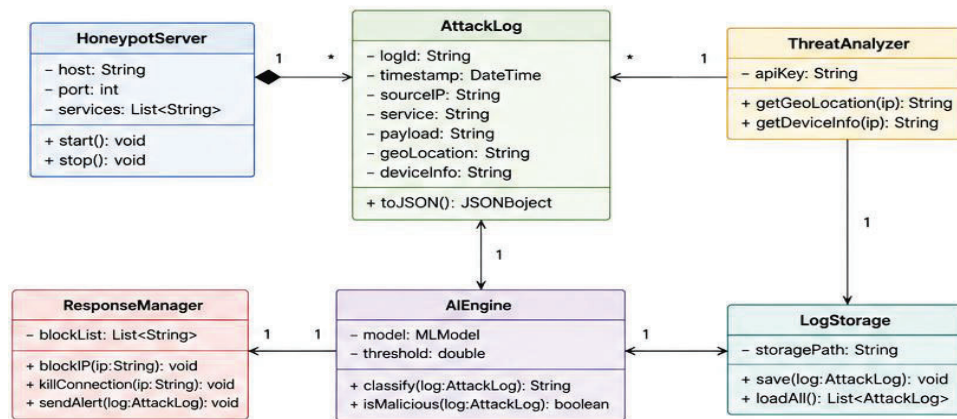 HoneypotServer
– host: String
– port: int
– services: List<String>
+ start(): void
+ stop(): void
1
*
AttackLog
– logId: String
– timestamp: DateTime
– sourceIP: String
– service: String
– payload: String
– geoLocation: String
– deviceInfo: String
+ toJSON(): JSONBoject
*
1
ThreatAnalyzer
– apiKey: String
+ getGeoLocation(ip): String
+ getDeviceInfo(ip): String
1
1
ResponseManager
– blockList: List<String>
+ blockIP(ip:String): void
+ killConnection(ip:String): void
+ sendAlert(log:AttackLog): void
1
1
AIEngine
– model: MLModel
– threshold: double
+ classify(log:AttackLog): String
+ isMalicious(log:AttackLog): boolean
1
LogStorage
– storagePath: String
+ save(log:AttackLog): void
+ loadAll(): List<AttackLog>